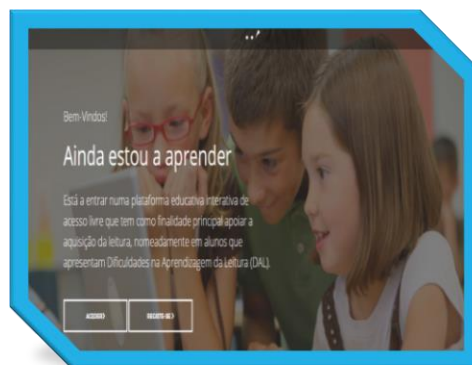 Bem-Vindos!
Ainda estou a aprender
Está a entrar numa plataforma educativa interativa de
acesso livre que tem como finalidade principal apoiar a
aquisição da leitura, nomeadamente em alunos que
apresentam Dificuldades na Aprendizagem da Leitura (DAL).